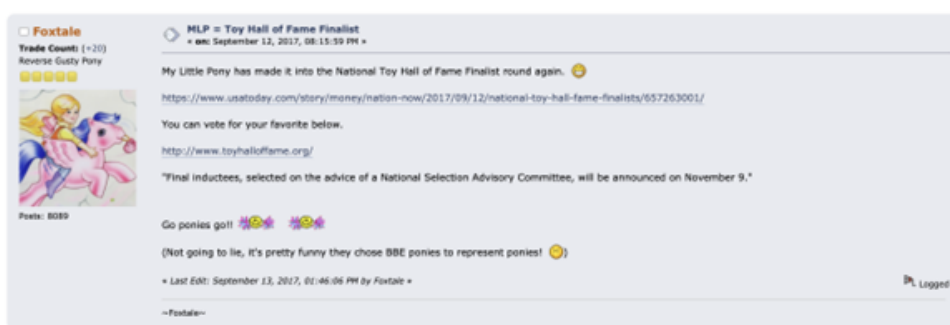 Foxtale
Trade Count: (+20)
Reverse Gusty Pony
Posts: 8089
MLP = Toy Hall of Fame Finalist
« on: September 12, 2017, 08:15:59 PM »
My Little Pony has made it into the National Toy Hall of Fame Finalist round again.
https://www.usatoday.com/story/money/nation-now/2017/09/12/national-toy-hall-fame-finalists/657263001/
You can vote for your favorite below.
http://www.toyhalloffame.org/
"Final inductees, selected on the advice of a National Selection Advisory Committee, will be announced on November 9."
Go ponies go!!
(Not going to lie, it's pretty funny they chose BBE ponies to represent ponies! )
« Last Edit: September 13, 2017, 01:46:06 PM by Foxtale »
Logged
~Foxtale~